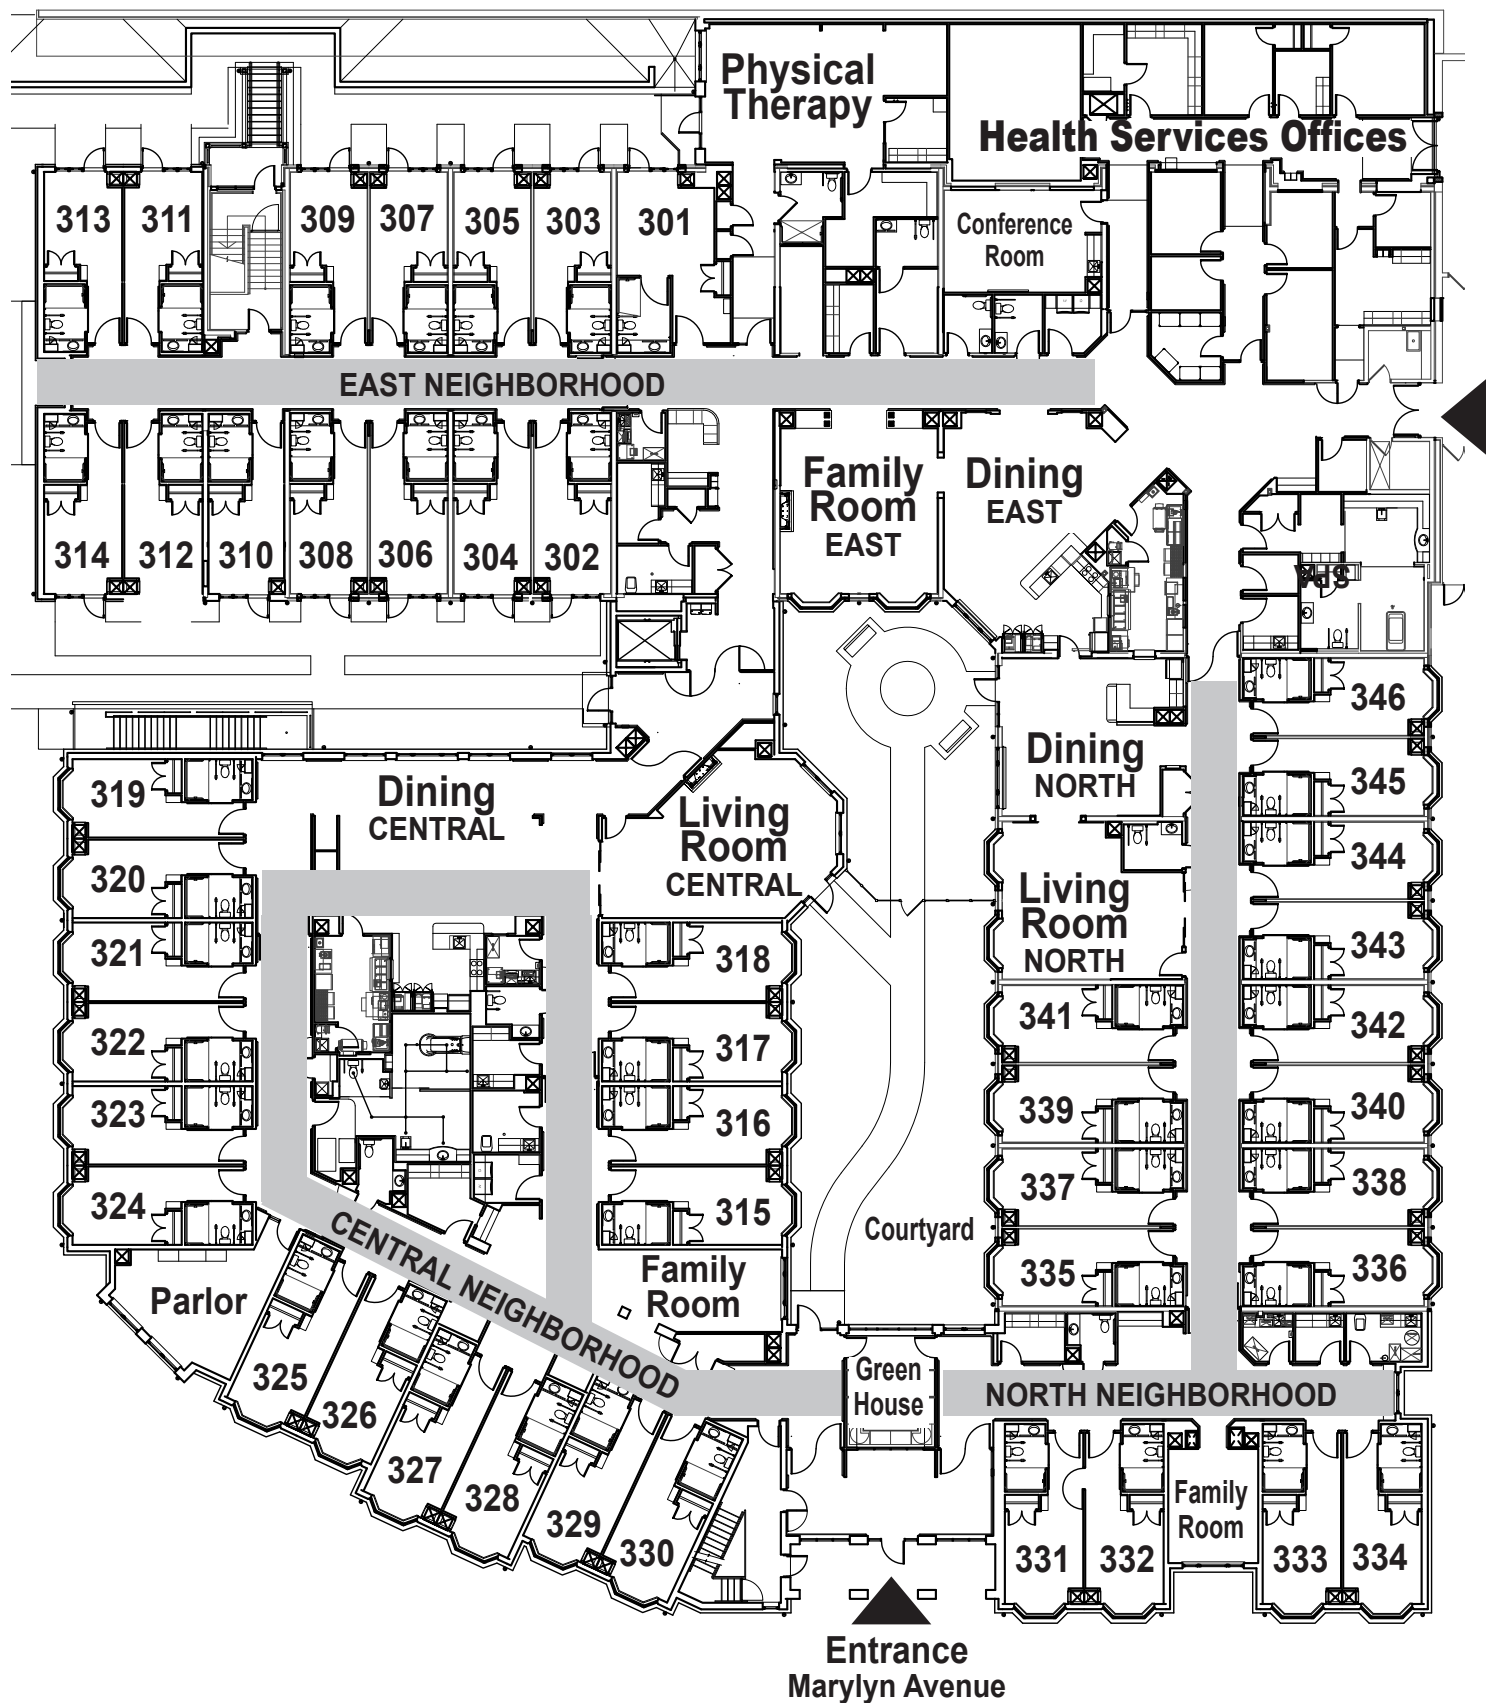 Physical
Therapy
Health Services Offices
313
311
309
307
305
303
301
Conference
Room
EAST NEIGHBORHOOD
314
312
310
308
306
304
302
Family
Room
EAST
Dining
EAST
SPA
346
345
344
343
342
340
338
336
Dining
NORTH
Living
Room
NORTH
341
339
337
335
319
320
321
322
323
324
Dining
CENTRAL
Living
Room
CENTRAL
318
317
316
315
Family
Room
Courtyard
Parlor
CENTRAL NEIGHBORHOOD
325
326
327
328
329
330
Green
House
NORTH NEIGHBORHOOD
331
332
Family
Room
333
334
Entrance
Marylyn Avenue